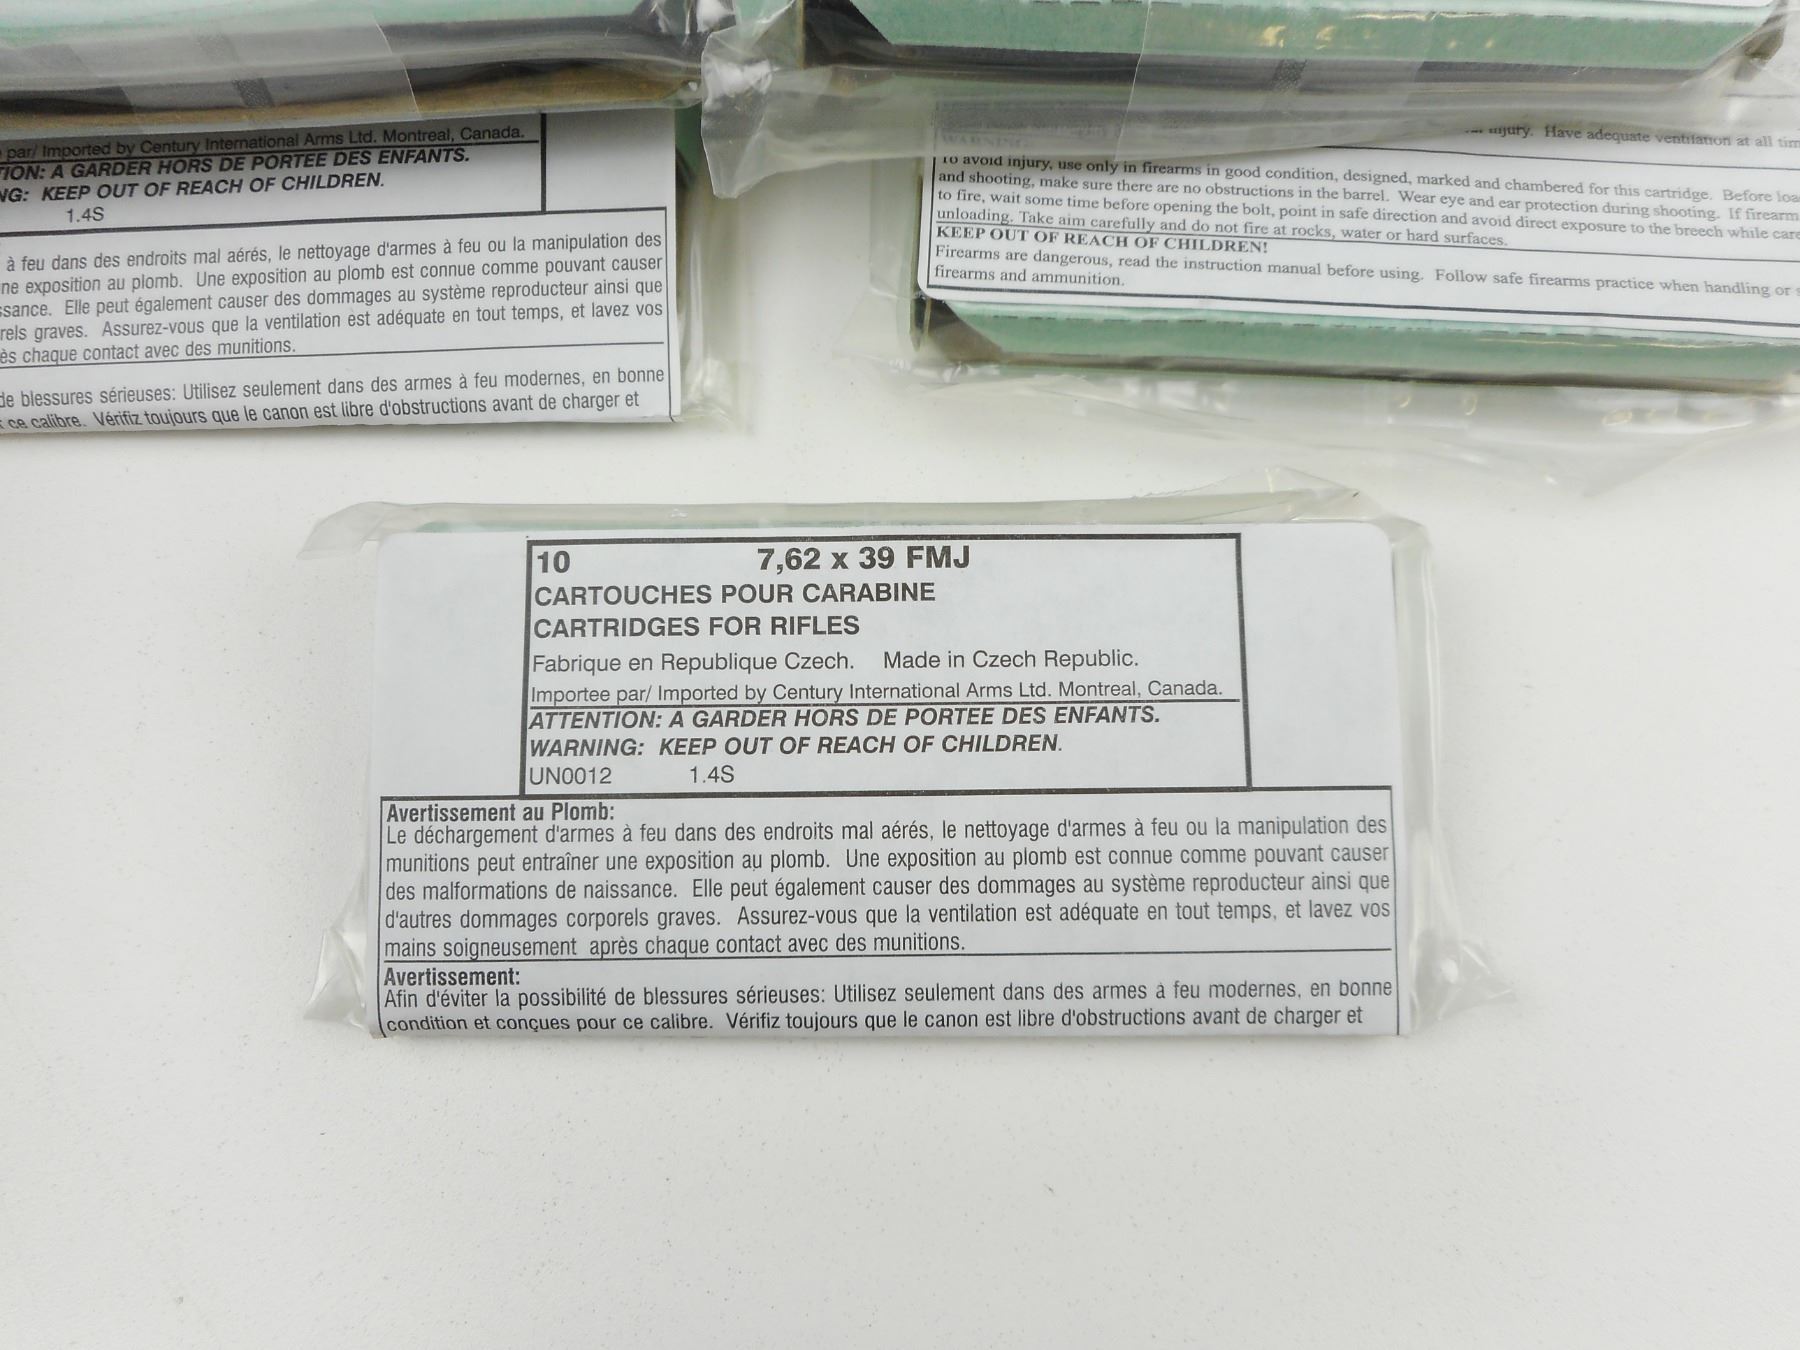 par/ Imported by Century International Arms Ltd. Montreal, Canada.
A GARDER HORS DE PORTEE DES ENFANTS.
KEEP OUT OF REACH OF CHILDREN.
1.4S
à feu dans des endroits mal aérés, le nettoyage d'armes à feu ou la manipulation des
exposition au plomb. Une exposition au plomb est connue comme pouvant causer
Elle peut également causer des dommages au système reproducteur ainsi que
graves. Assurez-vous que la ventilation est adéquate en tout temps, et lavez vos
chaque contact avec des munitions.
de blessures sérieuses: Utilisez seulement dans des armes à feu modernes, en bonne
ce calibre. Vérifiz toujours que le canon est libre d'obstructions avant de charger et
injury. Have adequate ventilation at all
WARNING:
To avoid injury, use only in firearms in good condition, designed, marked and chambered for this cartridge. Before
and shooting, make sure there are no obstructions in the barrel. Wear eye and ear protection during shooting. If firearm
to fire, wait some time before opening the bolt, point in safe direction and avoid direct exposure to the breech while
unloading. Take aim carefully and do not fire at rocks, water or hard surfaces.
KEEP OUT OF REACH OF CHILDREN!
Firearms are dangerous, read the instruction manual before using. Follow safe firearms practice when handling or
firearms and ammunition.
10 7,62 x 39 FMJ
CARTOUCHES POUR CARABINE
CARTRIDGES FOR RIFLES
Fabrique en Republique Czech. Made in Czech Republic.
Importee par/ Imported by Century International Arms Ltd. Montreal, Canada.
ATTENTION: A GARDER HORS DE PORTEE DES ENFANTS.
WARNING: KEEP OUT OF REACH OF CHILDREN.
UN0012 1.4S
Avertissement au Plomb:
Le déchargement d'armes à feu dans des endroits mal aérés, le nettoyage d'armes à feu ou la manipulation des
munitions peut entraîner une exposition au plomb. Une exposition au plomb est connue comme pouvant causer
des malformations de naissance. Elle peut également causer des dommages au système reproducteur ainsi que
d'autres dommages corporels graves. Assurez-vous que la ventilation est adéquate en tout temps, et lavez vos
mains soigneusement après chaque contact avec des munitions.
Avertissement:
Afin d'éviter la possibilité de blessures sérieuses: Utilisez seulement dans des armes à feu modernes, en bonne
condition et conçues pour ce calibre. Vérifiz toujours que le canon est libre d'obstructions avant de charger et